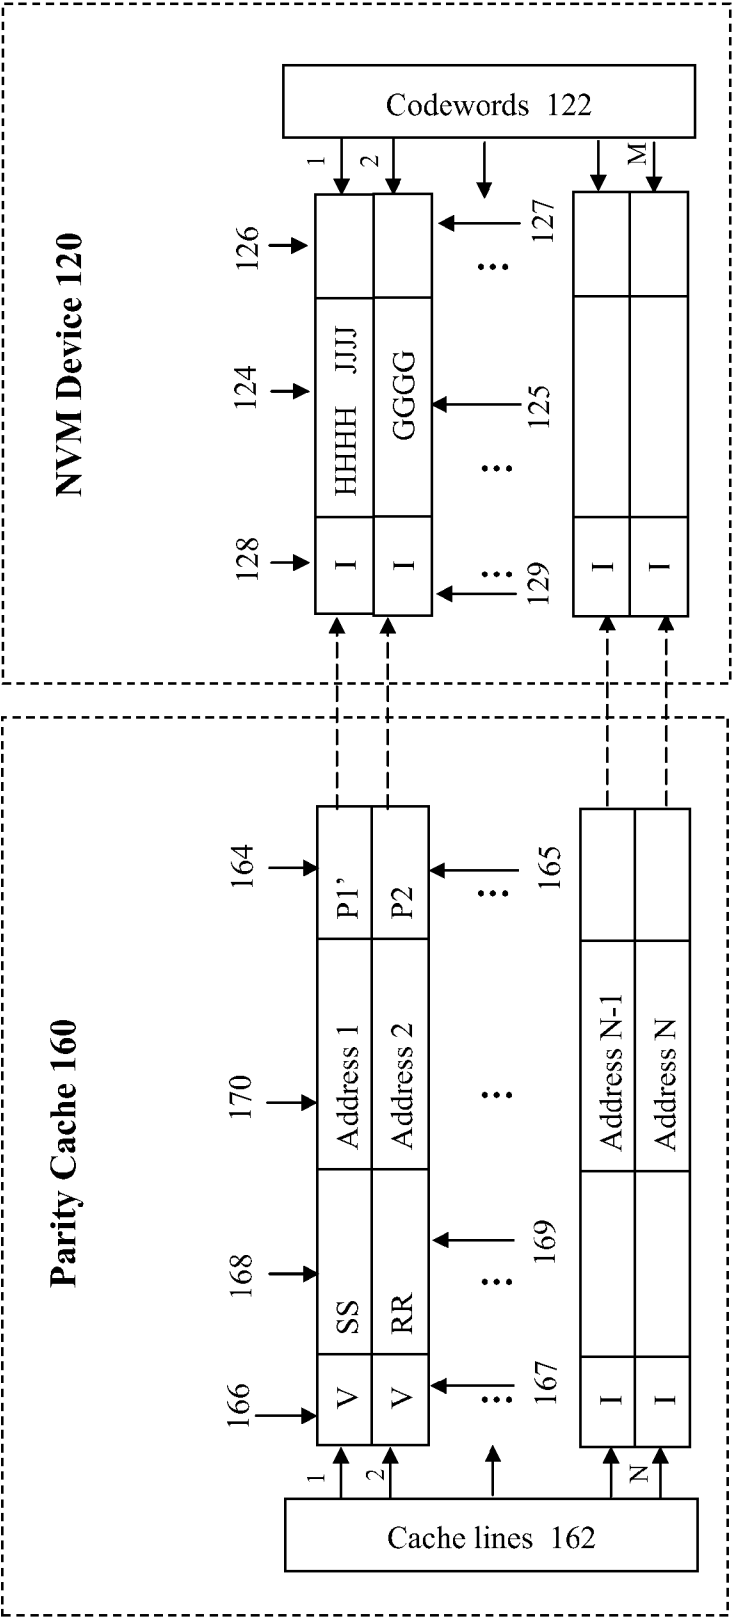 Parity Cache 160
166
168
170
164
Cache lines 162
1
V
SS
Address 1
P1’
2
V
RR
Address 2
P2
...
...
...
...
167
169
165
I
Address N-1
N
I
Address N
NVM Device 120
128
124
126
I
HHHH JJJJ
1
I
GGGG
2
Codewords 122
...
...
...
129
125
127
I
I
M